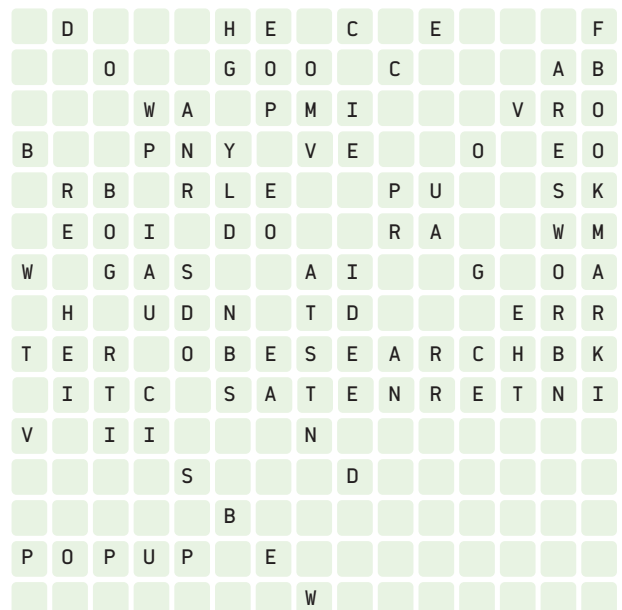 D H E C E F
O G O O C A B
W A P M I V R O
B P N Y V E O E O
R B R L E P U S K
E O I D O R A W M
W G A S A I G O A
H U D N T D E R R
T E R O B E S E A R C H B K
I T C S A T E N R E T N I
V I I N
S D
B
P O P U P E
W